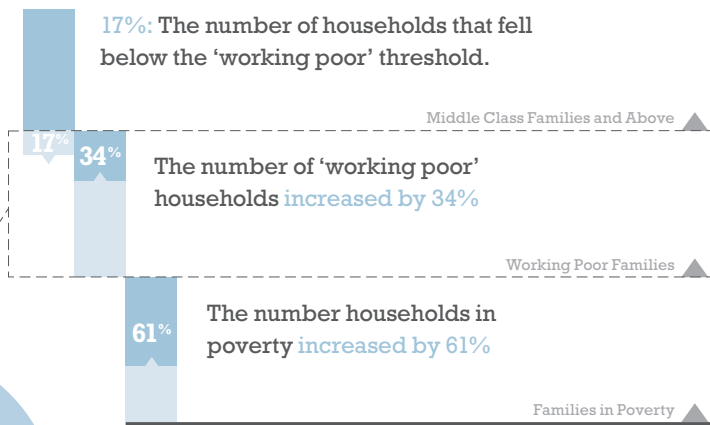 17%: The number of households that fell
below the ‘working poor’ threshold.
Middle Class Families and Above
17%
34%
The number of ‘working poor’
households increased by 34%
Working Poor Families
61%
The number households in
poverty increased by 61%
Families in Poverty